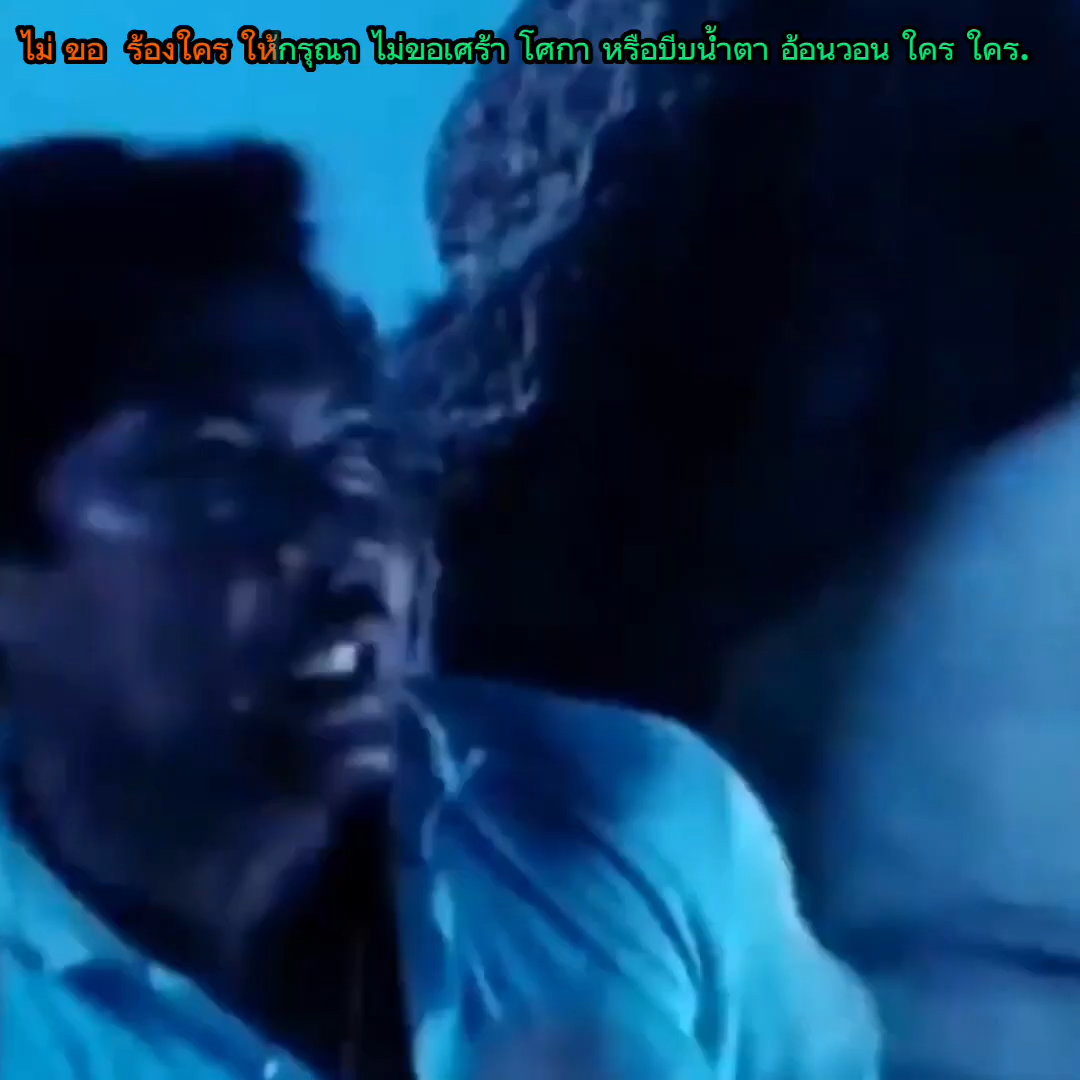 ไม่ ขอ ร้องใคร ให้กรุณา ไม่ขอเศร้า โศกา หรือบีบน้ำตา อ้อนวอน ใคร ใคร.